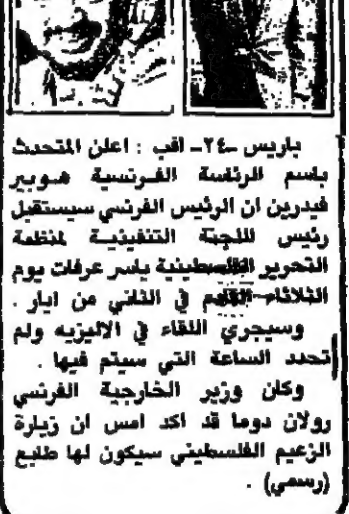 باريس -٢٤- افب : اعلن المتحدث
باسم الرئاسة الفرنسية هوبير
فيدرين ان الرئيس الفرنسي سيستقبل
رئيس اللجنة التنفيذية لمنظمة
التحرير الفلسطينية ياسر عرفات يوم
الثلاثاء القادم في الثاني من ايار .
وسيجري اللقاء في الاليزيه ولم
تحدد الساعة التي سيتم فيها .
وكان وزير الخارجية الفرنسي
رولان دوما قد اكد امس ان زيارة
الزعيم الفلسطيني سيكون لها طابع
(رسمي) .